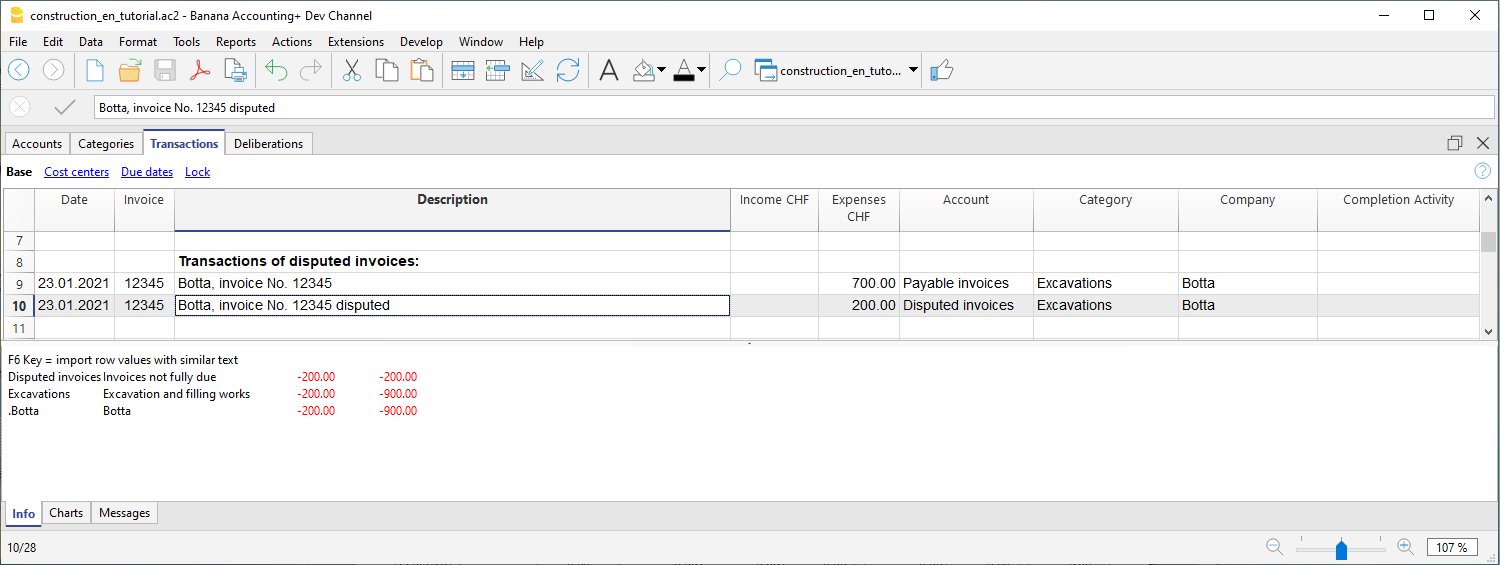 construction_en_tutorial.ac2 - Banana Accounting+ Dev Channel
File Edit Data Format Tools Reports Actions Extensions Develop Window Help
construction_en_tuto...
Botta, invoice No. 12345 disputed
Accounts Categories Transactions Deliberations
Base Cost centers Due dates Lock
Date Invoice Description Income CHF Expenses CHF Account Category Company Completion Activity
7
8 Transactions of disputed invoices:
9 23.01.2021 12345 Botta, invoice No. 12345 700.00 Payable invoices Excavations Botta
10 23.01.2021 12345 Botta, invoice No. 12345 disputed 200.00 Disputed invoices Excavations Botta
11
F6 Key = import row values with similar text
Disputed invoices Invoices not fully due -200.00 -200.00
Excavations Excavation and filling works -200.00 -900.00
.Botta Botta -200.00 -900.00
Info Charts Messages
10/28 107 %